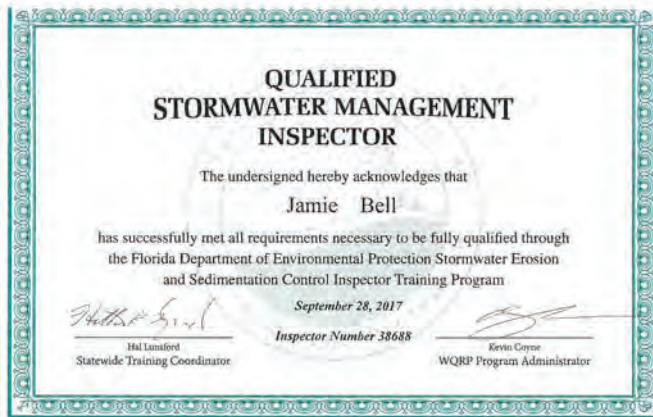 QUALIFIED
STORMWATER MANAGEMENT
INSPECTOR
The undersigned hereby acknowledges that
Jamie Bell
has successfully met all requirements necessary to be fully qualified through
the Florida Department of Environmental Protection Stormwater Erosion
and Sedimentation Control Inspector Training Program
September 28, 2017
Inspector Number 38688
Hal Lunsford
Statewide Training Coordinator
Kevin Coyne
WQRP Program Administrator